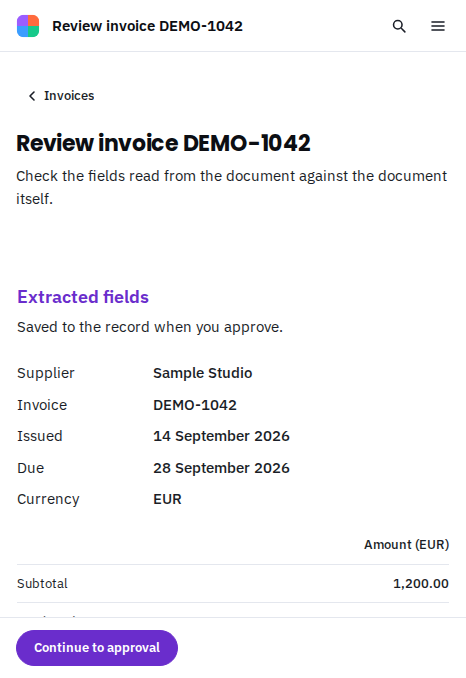 Review invoice DEMO-1042
Invoices
Review invoice DEMO-1042
Check the fields read from the document against the document
itself.
Extracted fields
Saved to the record when you approve.
Supplier Sample Studio
Invoice DEMO-1042
Issued 14 September 2026
Due 28 September 2026
Currency EUR
Amount (EUR)
Subtotal 1,200.00
Continue to approval